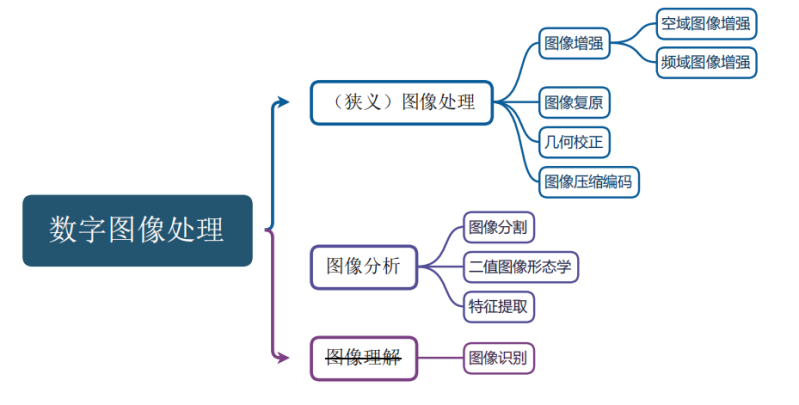 数字图像处理
（狭义）图像处理
图像增强
空域图像增强
频域图像增强
图像复原
几何校正
图像压缩编码
图像分析
图像分割
二值图像形态学
特征提取
图像理解
图像识别